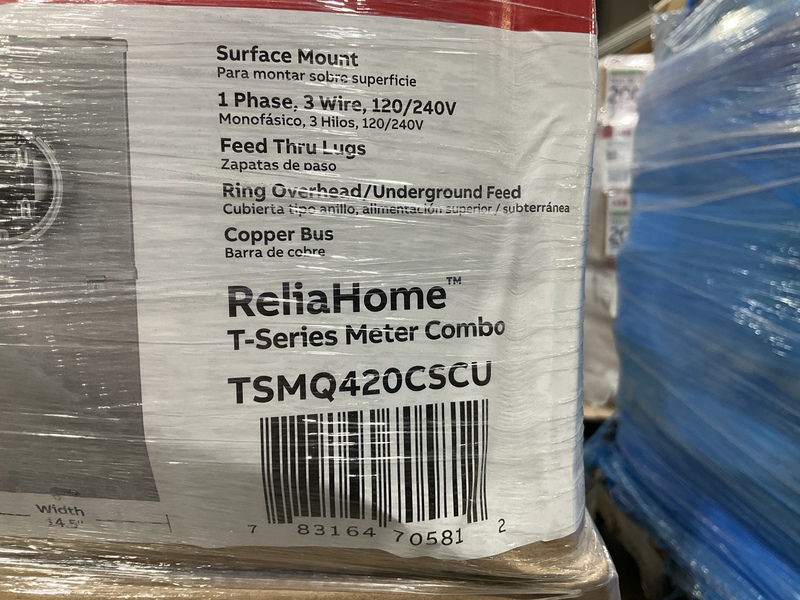 Surface Mount
Para montar sobre superficie
1 Phase, 3 Wire, 120/240V
Monofásico, 3 Hilos, 120/240V
Feed Thru Lugs
Zapatas de paso
Ring Overhead/Underground Feed
Cubierta tipo anillo, alimentación superior / subterránea
Copper Bus
Barra de cobre
ReliaHome™
T-Series Meter Combo
TSMQ420CSCU
7 83164 70581 2
Width
14.5"